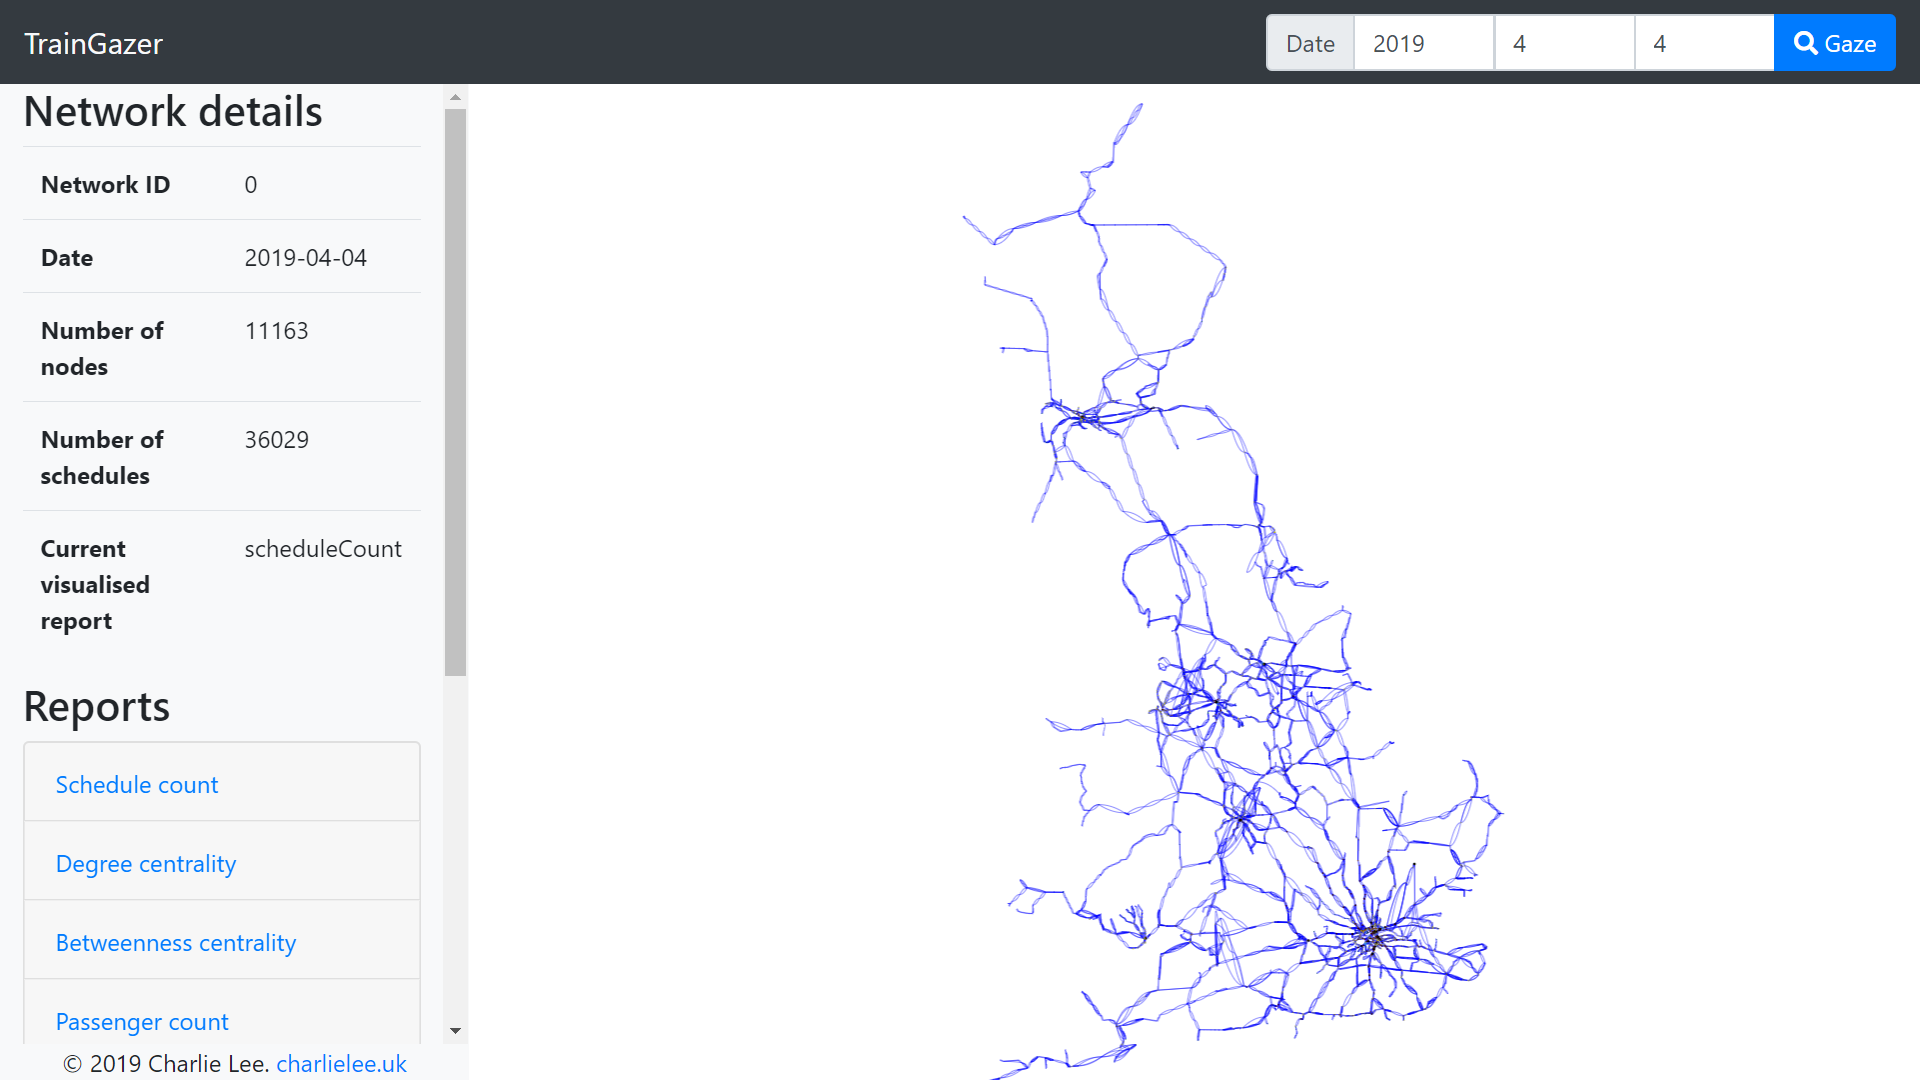 TrainGazer
Date 2019 4 4 Gaze
Network details
Network ID 0
Date 2019-04-04
Number of 11163
nodes
Number of 36029
schedules
Current scheduleCount
visualised
report
Reports
Schedule count
Degree centrality
Betweenness centrality
Passenger count
© 2019 Charlie Lee. charlielee.uk